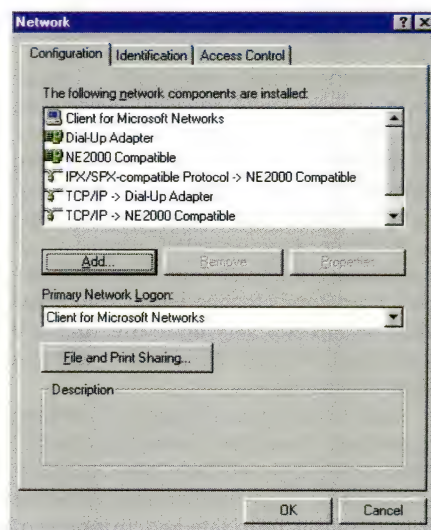 Network
Configuration Identification Access Control
The following network components are installed:
Client for Microsoft Networks
Dial-Up Adapter
NE2000 Compatible
IPX/SPX-compatible Protocol -> NE2000 Compatible
TCP/IP -> Dial-Up Adapter
TCP/IP -> NE2000 Compatible
Add... Remove Properties
Primary Network Logon:
Client for Microsoft Networks
File and Print Sharing...
Description
OK Cancel